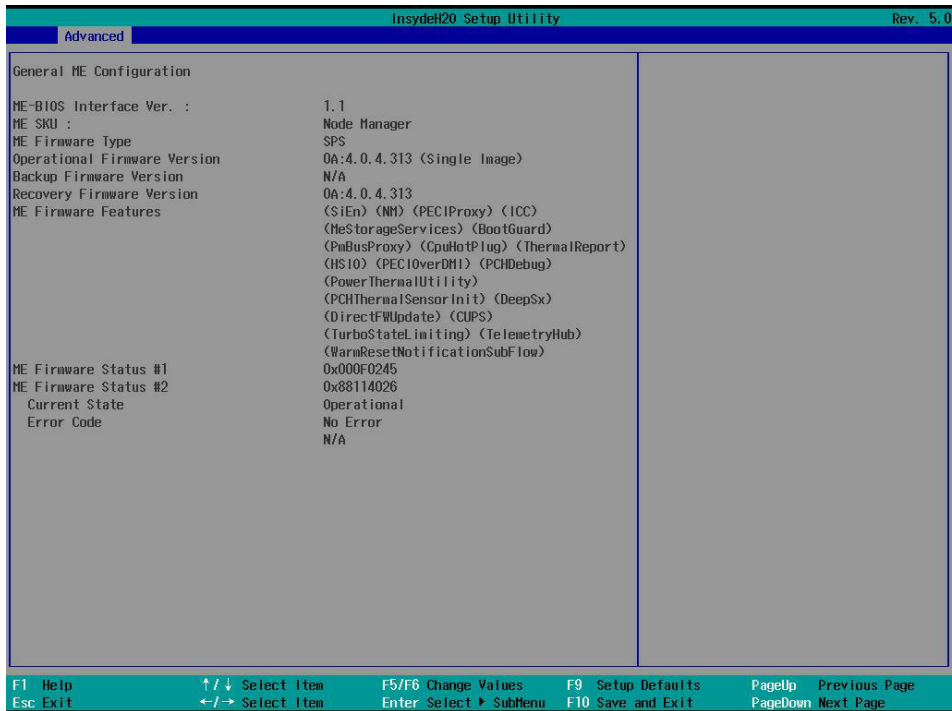 InsydeH20 Setup Utility Rev. 5.0
Advanced
General ME Configuration
ME-BIOS Interface Ver. : 1.1
ME SKU : Node Manager
ME Firmware Type SPS
Operational Firmware Version 0A:4.0.4.313 (Single Image)
Backup Firmware Version N/A
Recovery Firmware Version 0A:4.0.4.313
ME Firmware Features (SiEn) (NM) (PECIProxy) (ICC)
(MeStorageServices) (BootGuard)
(PmBusProxy) (CpuHotPlug) (ThermalReport)
(HSIO) (PECIOverDMI) (PCHDebug)
(PowerThermalUtility)
(PCHThermalSensorInit) (DeepSx)
(DirectFWUpdate) (CUPS)
(TurboStateLimiting) (TelemetryHub)
(WarmResetNotificationSubFlow)
ME Firmware Status #1 0x000F0245
ME Firmware Status #2 0x88114026
Current State Operational
Error Code No Error
N/A
F1 Help ↑/↓ Select Item F5/F6 Change Values F9 Setup Defaults PageUp Previous Page
Esc Exit ←/→ Select Item Enter Select ▶ SubMenu F10 Save and Exit PageDown Next Page